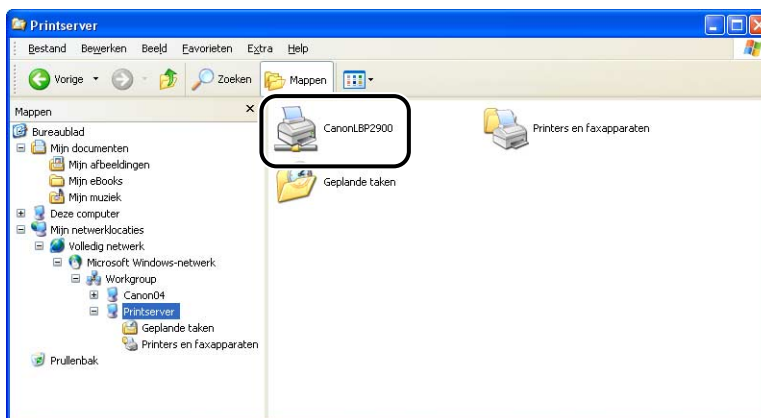 Printserver
Bestand Bewerken Beeld Favorieten Extra Help
Vorige Zoeken Mappen
Mappen
Bureaublad
Mijn documenten
Mijn afbeeldingen
Mijn eBooks
Mijn muziek
Deze computer
Mijn netwerklocaties
Volledig netwerk
Microsoft Windows-netwerk
Workgroup
Canon04
Printserver
Geplande taken
Printers en faxapparaten
Prullenbak
CanonLBP2900
Printers en faxapparaten
Geplande taken